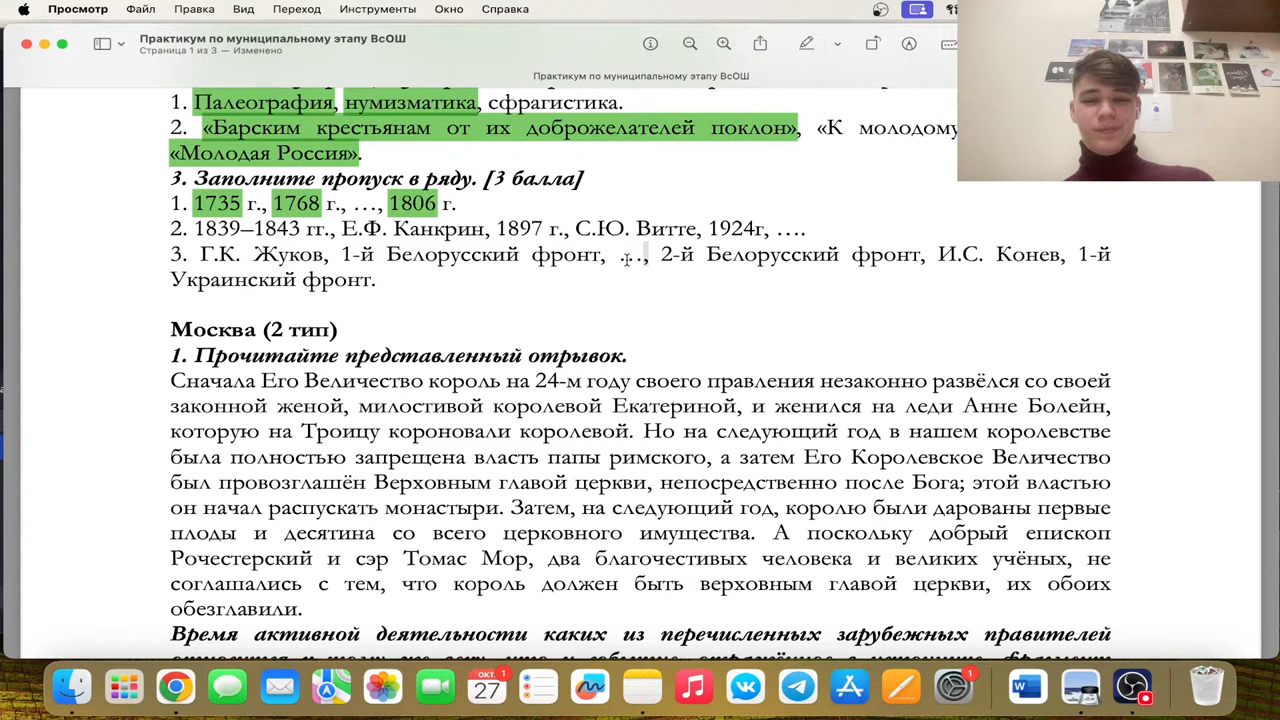 Просмотр Файл Правка Вид Переход Инструменты Окно Справка
Практикум по муниципальному этапу ВсОШ
Страница 1 из 3 — Изменено
Практикум по муниципальному этапу ВсОШ
1. Палеография, нумизматика, сфрагистика.
2. «Барским крестьянам от их доброжелателей поклон», «К молодому
«Молодая Россия».
3. Заполните пропуск в ряду. [3 балла]
1. 1735 г., 1768 г., …, 1806 г.
2. 1839–1843 гг., Е.Ф. Канкрин, 1897 г., С.Ю. Витте, 1924г, ….
3. Г.К. Жуков, 1-й Белорусский фронт, …, 2-й Белорусский фронт, И.С. Конев, 1-й
Украинский фронт.
Москва (2 тип)
1. Прочитайте представленный отрывок.
Сначала Его Величество король на 24-м году своего правления незаконно развёлся со своей
законной женой, милостивой королевой Екатериной, и женился на леди Анне Болейн,
которую на Троицу короновали королевой. Но на следующий год в нашем королевстве
была полностью запрещена власть папы римского, а затем Его Королевское Величество
был провозглашён Верховным главой церкви, непосредственно после Бога; этой властью
он начал распускать монастыри. Затем, на следующий год, королю были дарованы первые
плоды и десятина со всего церковного имущества. А поскольку добрый епископ
Рочестерский и сэр Томас Мор, два благочестивых человека и великих учёных, не
соглашались с тем, что король должен быть верховным главой церкви, их обоих
обезглавили.
Время активной деятельности каких из перечисленных зарубежных правителей
ОКТ.
27
1
1
W